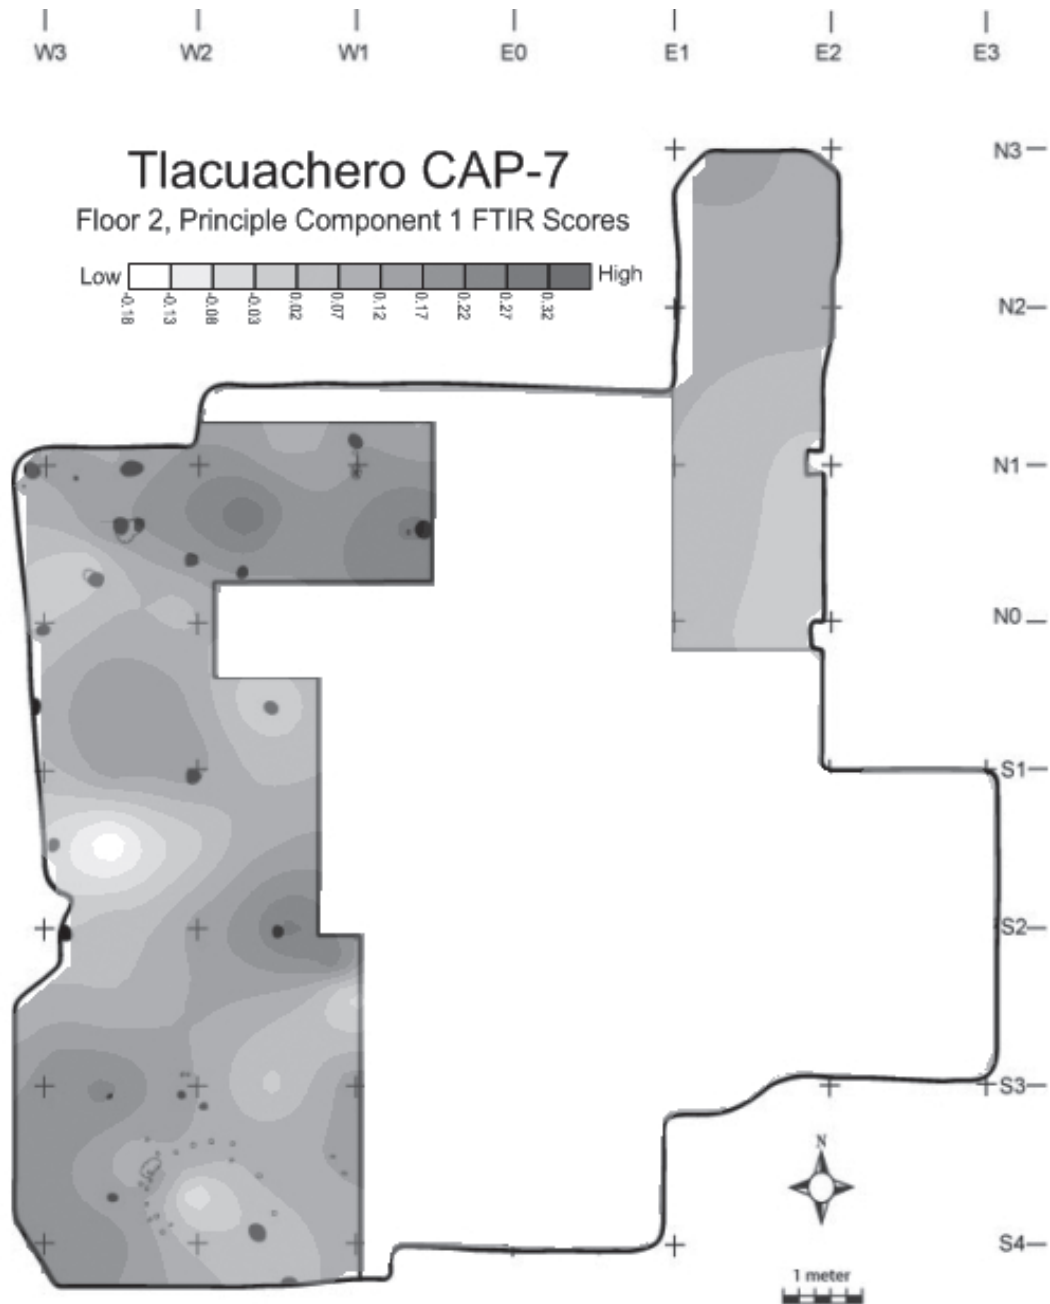 W3 W2 W1 E0 E1 E2 E3
N3
Tlacuachero CAP-7
Floor 2, Principle Component 1 FTIR Scores
Low High
-0.18 -0.13 -0.08 -0.03 0.02 0.07 0.12 0.17 0.22 0.27 0.32
N2
N1
N0
S1
S2
S3
N
S4
1 meter